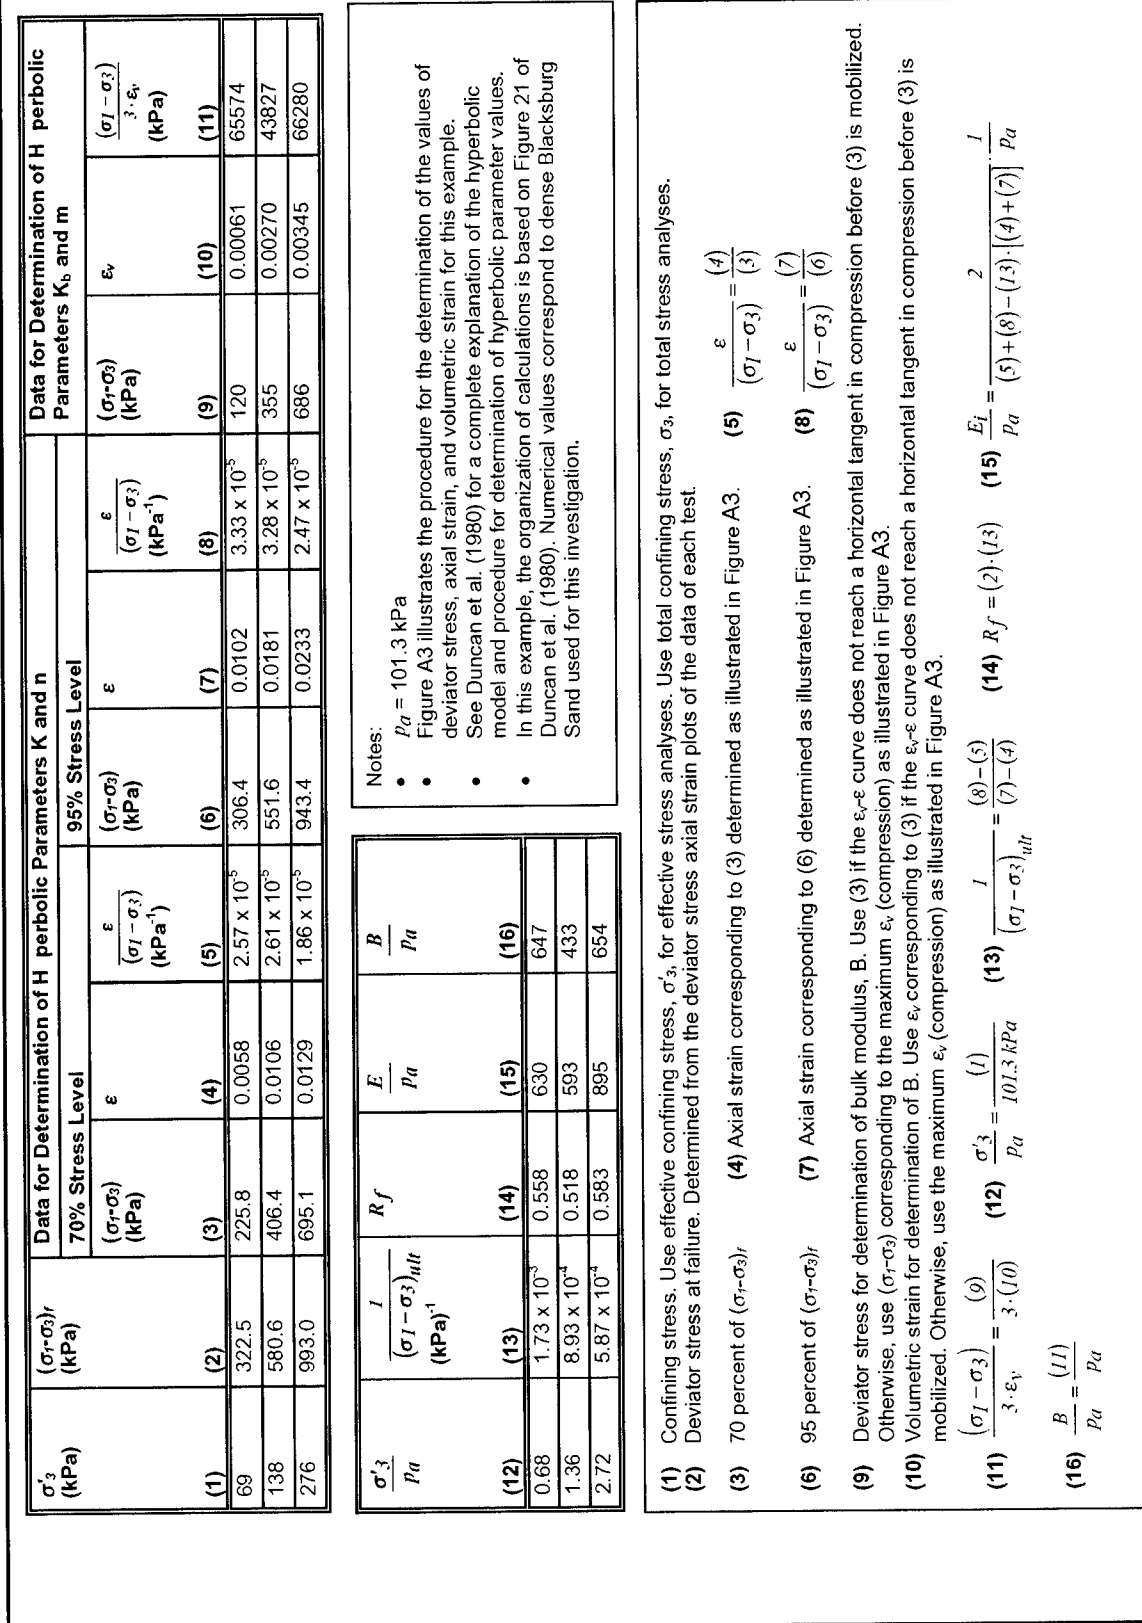 σ'3 (kPa) | (σ1-σ3)f (kPa) | Data for Determination of H perbolic Parameters K and n | Data for Determination of H perbolic Parameters Kb and m
70% Stress Level | 95% Stress Level
(σ1-σ3) (kPa) | ε | ε/(σ1 − σ3) (kPa-1) | (σ1-σ3) (kPa) | ε | ε/(σ1 − σ3) (kPa-1) | (σ1-σ3) (kPa) | εv | (σ1 − σ3)/(3·εv) (kPa)
(1) | (2) | (3) | (4) | (5) | (6) | (7) | (8) | (9) | (10) | (11)
69 | 322.5 | 225.8 | 0.0058 | 2.57 x 10-5 | 306.4 | 0.0102 | 3.33 x 10-5 | 120 | 0.00061 | 65574
138 | 580.6 | 406.4 | 0.0106 | 2.61 x 10-5 | 551.6 | 0.0181 | 3.28 x 10-5 | 355 | 0.00270 | 43827
276 | 993.0 | 695.1 | 0.0129 | 1.86 x 10-5 | 943.4 | 0.0233 | 2.47 x 10-5 | 686 | 0.00345 | 66280
σ'3/pa | 1/(σ1 − σ3)ult (kPa)-1 | Rf | E/pa | B/pa
(12) | (13) | (14) | (15) | (16)
0.68 | 1.73 x 10-3 | 0.558 | 630 | 647
1.36 | 8.93 x 10-4 | 0.518 | 593 | 433
2.72 | 5.87 x 10-4 | 0.583 | 895 | 654
Notes:
• pa = 101.3 kPa
• Figure A3 illustrates the procedure for the determination of the values of
deviator stress, axial strain, and volumetric strain for this example.
• See Duncan et al. (1980) for a complete explanation of the hyperbolic
model and procedure for determination of hyperbolic parameter values.
• In this example, the organization of calculations is based on Figure 21 of
Duncan et al. (1980). Numerical values correspond to dense Blacksburg
Sand used for this investigation.
(1) Confining stress. Use effective confining stress, σ'3, for effective stress analyses. Use total confining stress, σ3, for total stress analyses.
(2) Deviator stress at failure. Determined from the deviator stress axial strain plots of the data of each test.
(3) 70 percent of (σ1-σ3)f (4) Axial strain corresponding to (3) determined as illustrated in Figure A3. (5) ε/(σ1 − σ3) = (4)/(3)
(6) 95 percent of (σ1-σ3)f (7) Axial strain corresponding to (6) determined as illustrated in Figure A3. (8) ε/(σ1 − σ3) = (7)/(6)
(9) Deviator stress for determination of bulk modulus, B. Use (3) if the εv-ε curve does not reach a horizontal tangent in compression before (3) is mobilized.
Otherwise, use (σ1-σ3) corresponding to the maximum εv (compression) as illustrated in Figure A3.
(10) Volumetric strain for determination of B. Use εv corresponding to (3) if the εv-ε curve does not reach a horizontal tangent in compression before (3) is
mobilized. Otherwise, use the maximum εv (compression) as illustrated in Figure A3.
(11) (σ1 − σ3)/(3·εv) = (9)/(3·(10)) (12) σ'3/pa = (1)/101.3 kPa (13) 1/(σ1 − σ3)ult = ((8)−(5))/((7)−(4)) (14) Rf = (2)·(13) (15) Ei/pa = 2/((5)+(8)−(13)·[(4)+(7)]) · 1/pa
(16) B/pa = (11)/pa